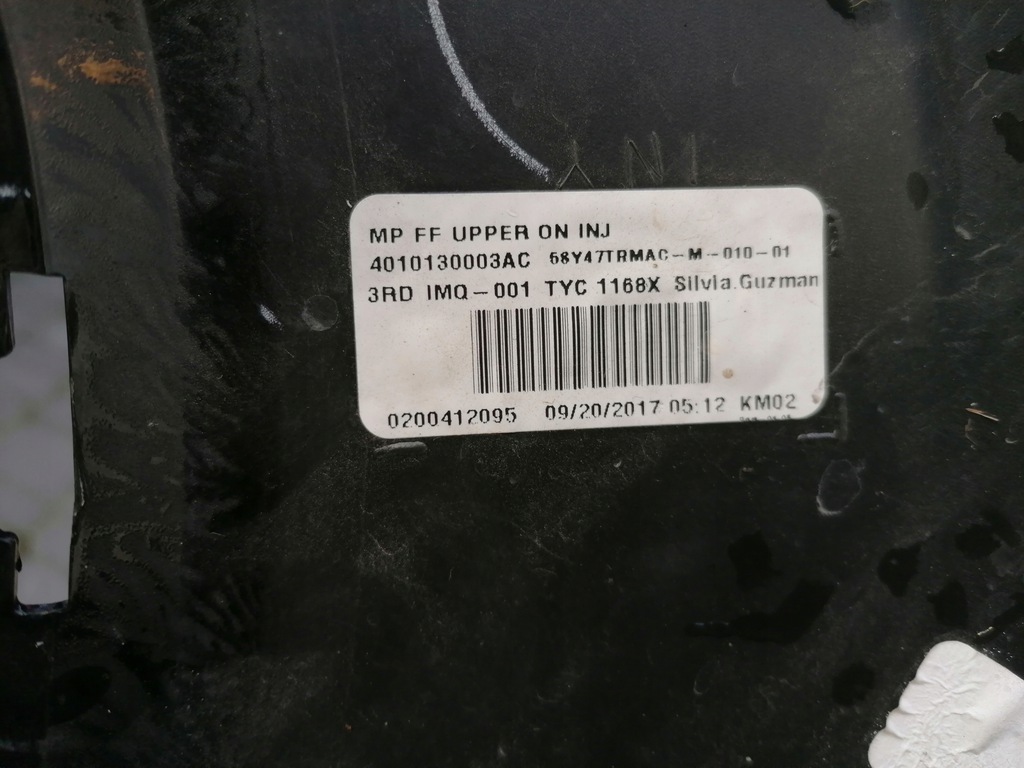 MP FF UPPER ON INJ
4010130003AC 68Y47TRMAC-M-010-01
3RD IMQ-001 TYC 1168X Silvia.Guzman
0200412095 09/20/2017 05:12 KM02